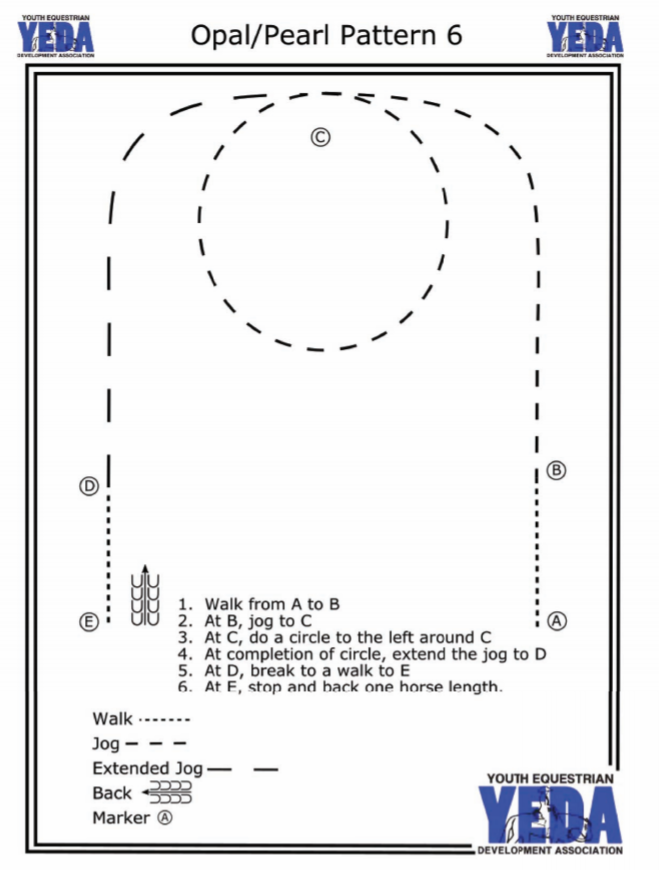 YOUTH EQUESTRIAN
YEDA
DEVELOPMENT ASSOCIATION
Opal/Pearl Pattern 6
YOUTH EQUESTRIAN
YEDA
DEVELOPMENT ASSOCIATION
C
D
B
E
A
1. Walk from A to B
2. At B, jog to C
3. At C, do a circle to the left around C
4. At completion of circle, extend the jog to D
5. At D, break to a walk to E
6. At E, stop and back one horse length.
Walk
Jog
Extended Jog
Back
Marker A
YOUTH EQUESTRIAN
YEDA
DEVELOPMENT ASSOCIATION